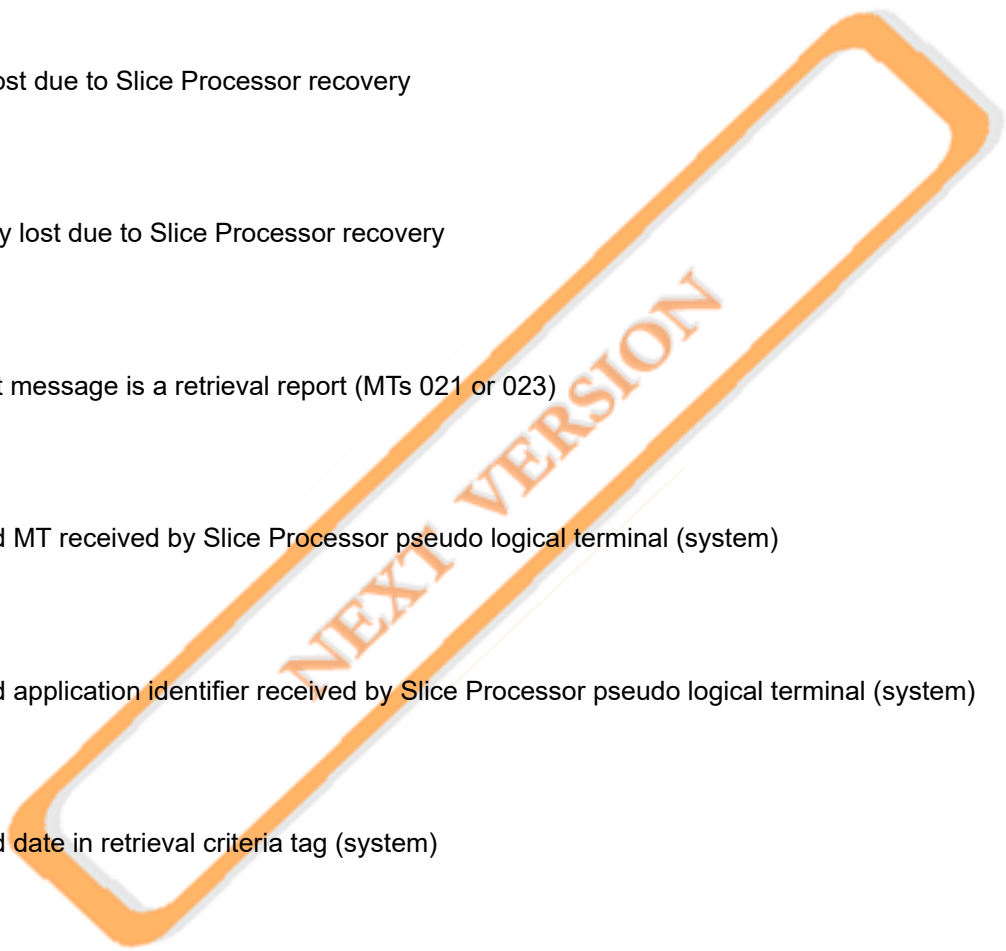 ost due to Slice Processor recovery
y lost due to Slice Processor recovery
t message is a retrieval report (MTs 021 or 023)
NEXT VERSION
d MT received by Slice Processor pseudo logical terminal (system)
d application identifier received by Slice Processor pseudo logical terminal (system)
d date in retrieval criteria tag (system)